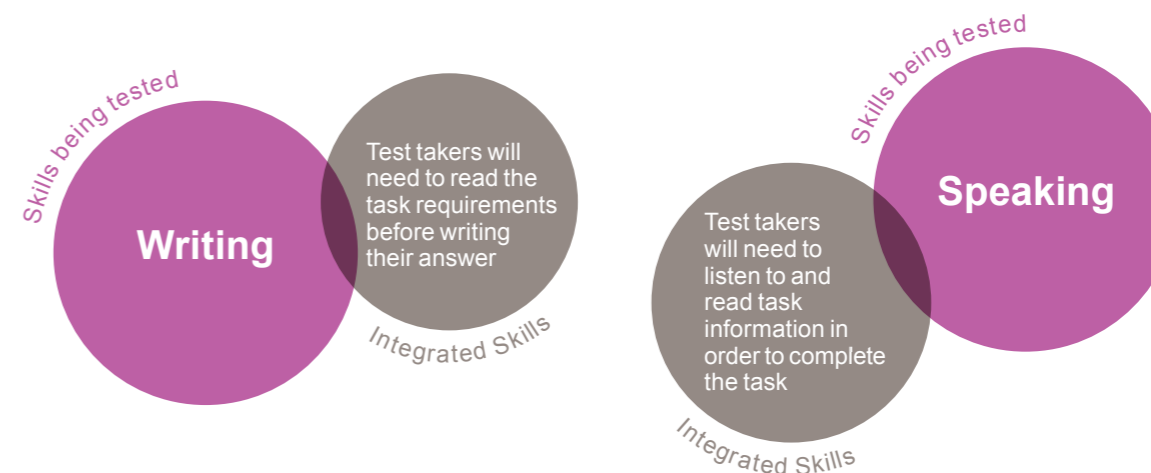 Skills being tested
Writing
Test takers will
need to read the
task requirements
before writing
their answer
Integrated Skills
Skills being tested
Speaking
Test takers
will need to
listen to and
read task
information in
order to complete
the task
Integrated Skills